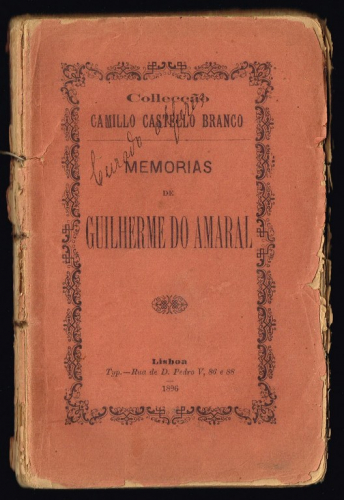 Collecção
CAMILLO CASTELLO BRANCO
MEMORIAS
DE
GUILHERME DO AMARAL
Lisboa
Typ.—Rua de D. Pedro V, 86 e 88
1896